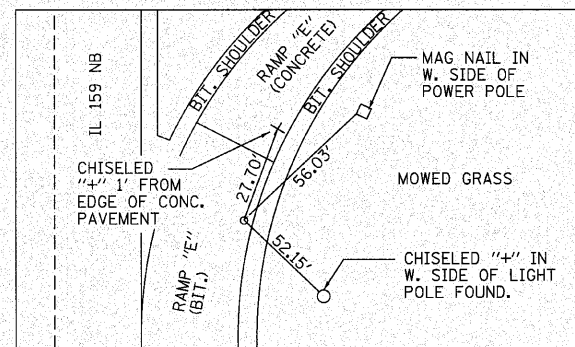 IL 159 NB
BIT. SHOULDER
RAMP "E"
(CONCRETE)
BIT. SHOULDER
MAG NAIL IN
W. SIDE OF
POWER POLE
CHISELED
"+" 1' FROM
EDGE OF CONC.
PAVEMENT
27.70'
56.03'
MOWED GRASS
52.15'
RAMP "E"
(BIT.)
CHISELED "+" IN
W. SIDE OF LIGHT
POLE FOUND.